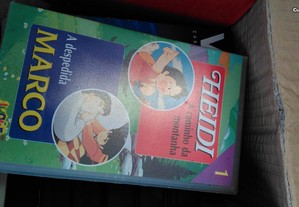 HEIDI
A caminho da
montanha
1
A despedida
MARCO